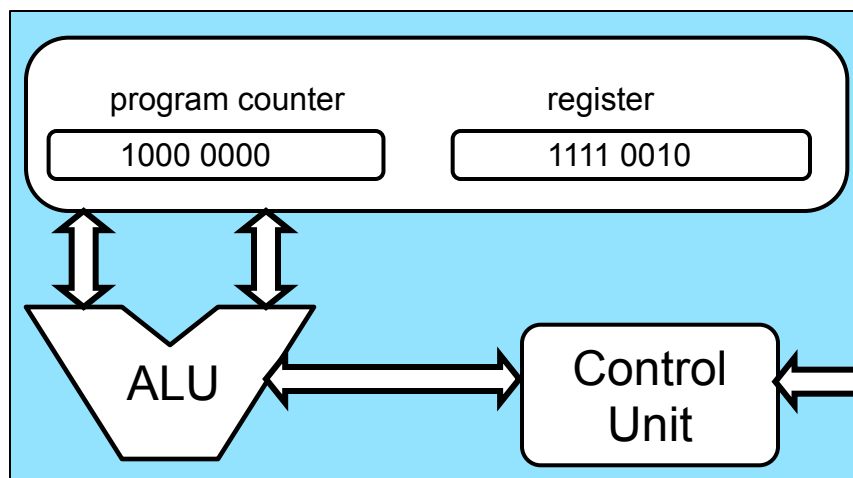 program counter
register
1000 0000
1111 0010
ALU
Control
Unit